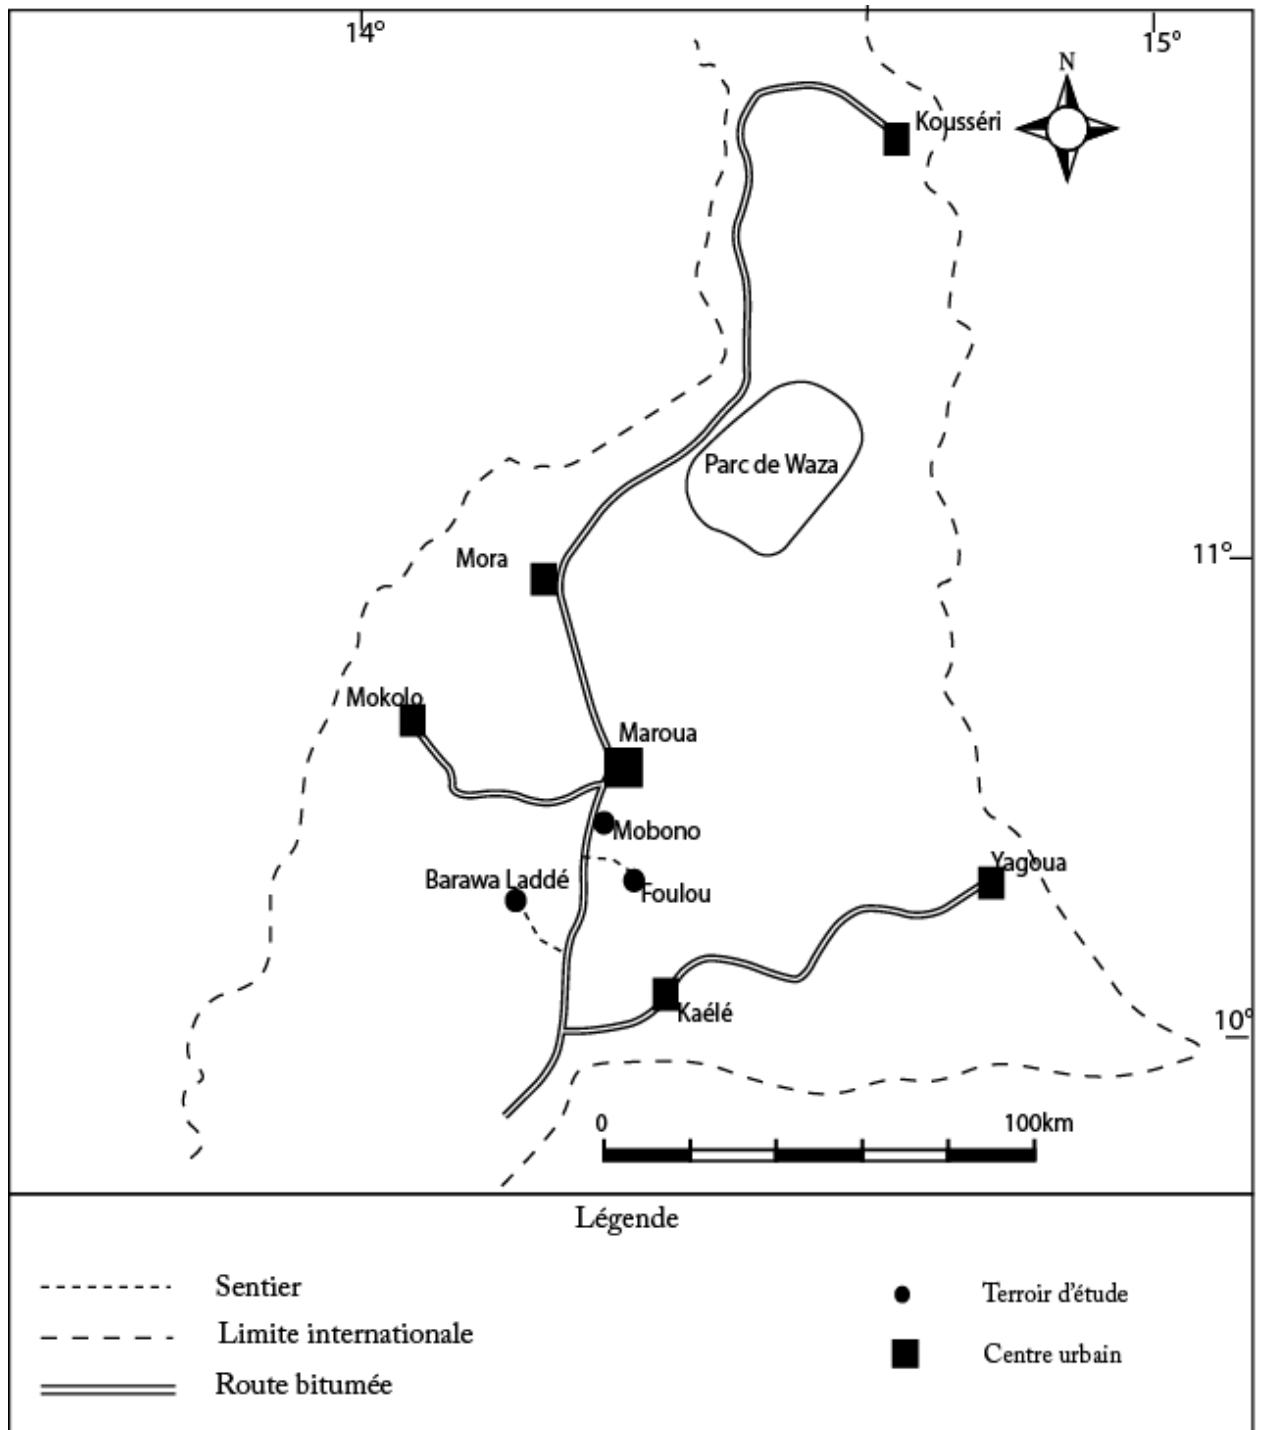 14°
15°
N
Kousséri
Parc de Waza
Mora
11°
Mokolo
Maroua
Mobono
Yagoua
Barawa Laddé
Foulou
Kaélé
10°
0
100km
Légende
Sentier
Terroir d'étude
Limite internationale
Centre urbain
Route bitumée